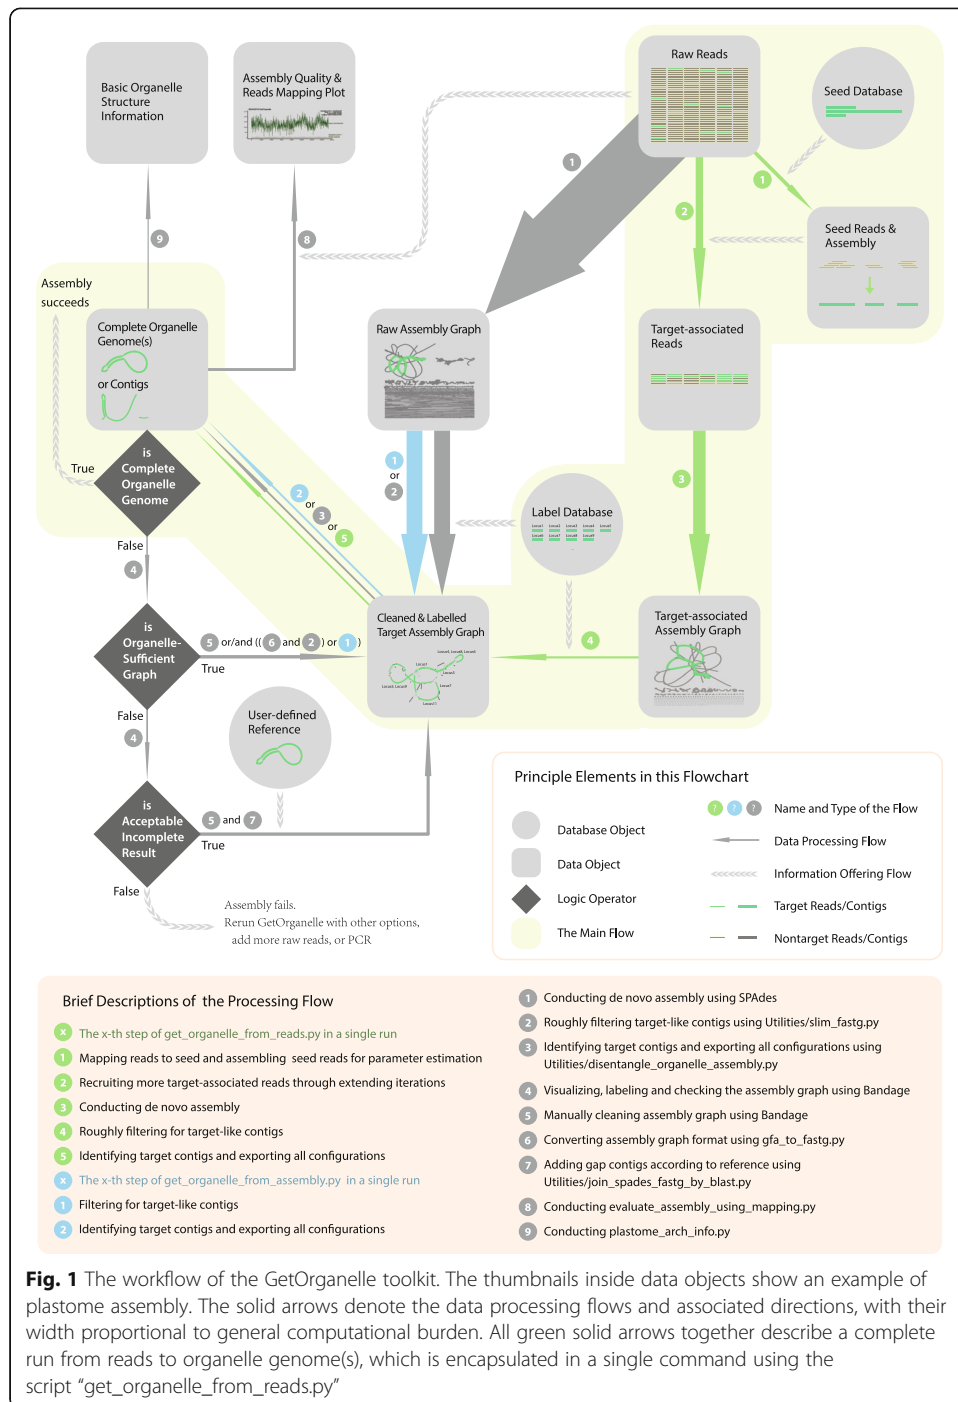 Basic Organelle
Structure
Information
Assembly Quality &
Reads Mapping Plot
Raw Reads
Seed Database
1
1
2
Seed Reads &
Assembly
9
8
Assembly
succeeds
Complete Organelle
Genome(s)
or Contigs
Raw Assembly Graph
Target-associated
Reads
True
is
Complete
Organelle
Genome
1
or
2
2
or
3
or
5
3
Label Database
Locus1 Locus2 Locus3 Locus4 Locus5
Locus6 Locus7 Locus8 Locus9
...
False
4
is
Organelle-
Sufficient
Graph
5 or/and ((6 and 2) or 1)
True
Cleaned & Labelled
Target Assembly Graph
4
Target-associated
Assembly Graph
False
4
User-defined
Reference
is
Acceptable
Incomplete
Result
5 and 7
True
False
Assembly fails.
Rerun GetOrganelle with other options,
add more raw reads, or PCR
Principle Elements in this Flowchart
Database Object
Data Object
Logic Operator
The Main Flow
? ? ? Name and Type of the Flow
Data Processing Flow
Information Offering Flow
Target Reads/Contigs
Nontarget Reads/Contigs
Brief Descriptions of the Processing Flow
x The x-th step of get_organelle_from_reads.py in a single run
1 Mapping reads to seed and assembling seed reads for parameter estimation
2 Recruiting more target-associated reads through extending iterations
3 Conducting de novo assembly
4 Roughly filtering for target-like contigs
5 Identifying target contigs and exporting all configurations
x The x-th step of get_organelle_from_assembly.py in a single run
1 Filtering for target-like contigs
2 Identifying target contigs and exporting all configurations
1 Conducting de novo assembly using SPAdes
2 Roughly filtering target-like contigs using Utilities/slim_fastg.py
3 Identifying target contigs and exporting all configurations using
Utilities/disentangle_organelle_assembly.py
4 Visualizing, labeling and checking the assembly graph using Bandage
5 Manually cleaning assembly graph using Bandage
6 Converting assembly graph format using gfa_to_fastg.py
7 Adding gap contigs according to reference using
Utilities/join_spades_fastg_by_blast.py
8 Conducting evaluate_assembly_using_mapping.py
9 Conducting plastome_arch_info.py
Fig. 1 The workflow of the GetOrganelle toolkit. The thumbnails inside data objects show an example of
plastome assembly. The solid arrows denote the data processing flows and associated directions, with their
width proportional to general computational burden. All green solid arrows together describe a complete
run from reads to organelle genome(s), which is encapsulated in a single command using the
script “get_organelle_from_reads.py”